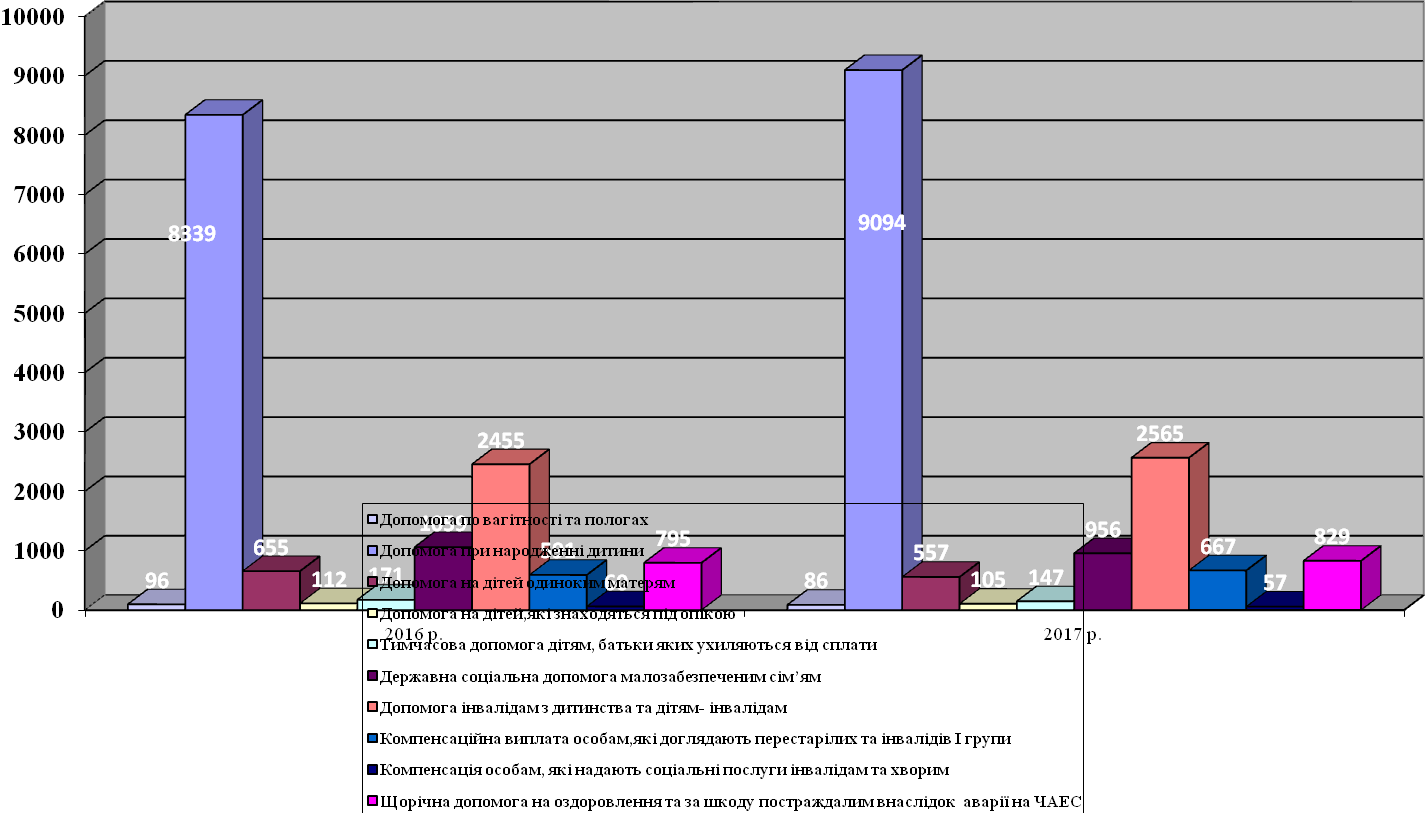 10000
9000
8000
7000
6000
5000
4000
3000
2000
1000
0
96
8339
655
112
171
2455
795
86
9094
557
105
147
956
2565
667
57
829
2016 р.
2017 р.
Допомога по вагітності та пологах
Допомога при народженні дитини
Допомога на дітей одиноким матерям
Допомога на дітей,які знаходяться під опікою
Тимчасова допомога дітям, батьки яких ухиляються від сплати
Державна соціальна допомога малозабезпеченим сім’ям
Допомога інвалідам з дитинства та дітям- інвалідам
Компенсаційна виплата особам,які доглядають перестарілих та інвалідів І групи
Компенсація особам, які надають соціальні послуги інвалідам та хворим
Щорічна допомога на оздоровлення та за шкоду постраждалим внаслідок аварії на ЧАЕС